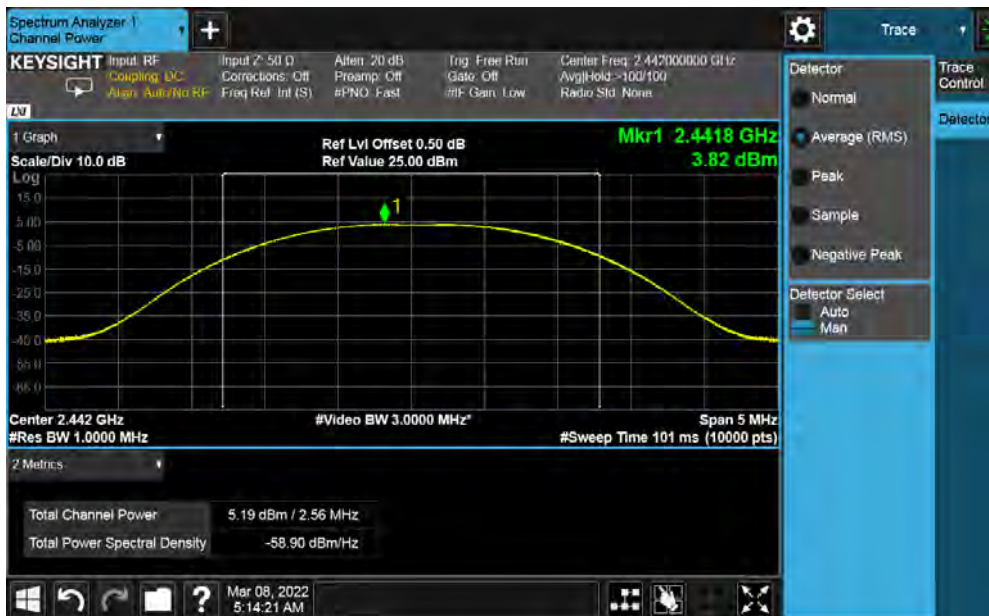 Spectrum Analyzer 1
Channel Power
+
Trace
KEYSIGHT
Input: RF
Coupling: DC
Align: Auto/No RF
Input Z: 50 Ω
Corrections: Off
Freq Ref: Int (S)
Atten: 20 dB
Preamp: Off
#PNO: Fast
Trig: Free Run
Gate: Off
#IF Gain: Low
Center Freq: 2.442000000 GHz
Avg|Hold:>100/100
Radio Std: None
LXI
1 Graph
Scale/Div 10.0 dB
Ref Lvl Offset 0.50 dB
Ref Value 25.00 dBm
Mkr1 2.4418 GHz
3.82 dBm
Log
15.0
5.00
-5.00
-15.0
-25.0
-35.0
-45.0
-55.0
-65.0
1
Center 2.442 GHz
#Res BW 1.0000 MHz
#Video BW 3.0000 MHz*
Span 5 MHz
#Sweep Time 101 ms (10000 pts)
2 Metrics
Total Channel Power 5.19 dBm / 2.56 MHz
Total Power Spectral Density -58.90 dBm/Hz
?
Mar 08, 2022
5:14:21 AM
Detector
Normal
Average (RMS)
Peak
Sample
Negative Peak
Detector Select
Auto
Man
Trace
Control
Detector